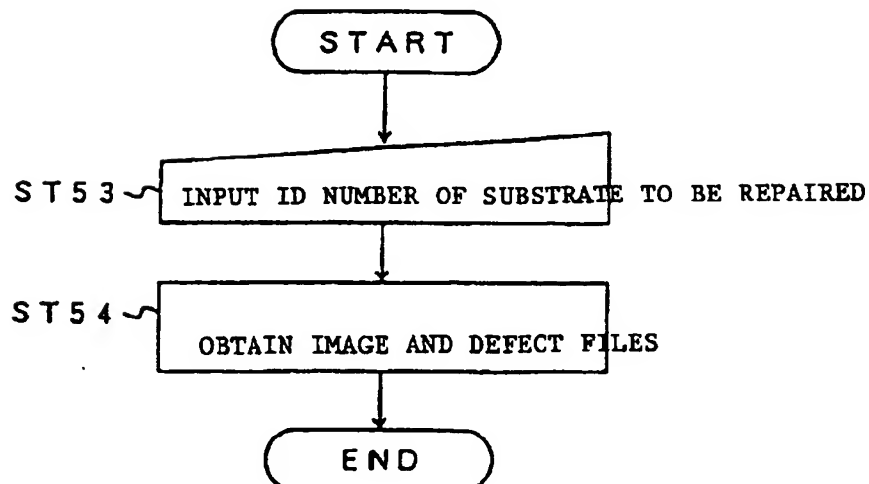 START
ST53 INPUT ID NUMBER OF SUBSTRATE TO BE REPAIRED
ST54
OBTAIN IMAGE AND DEFECT FILES
END